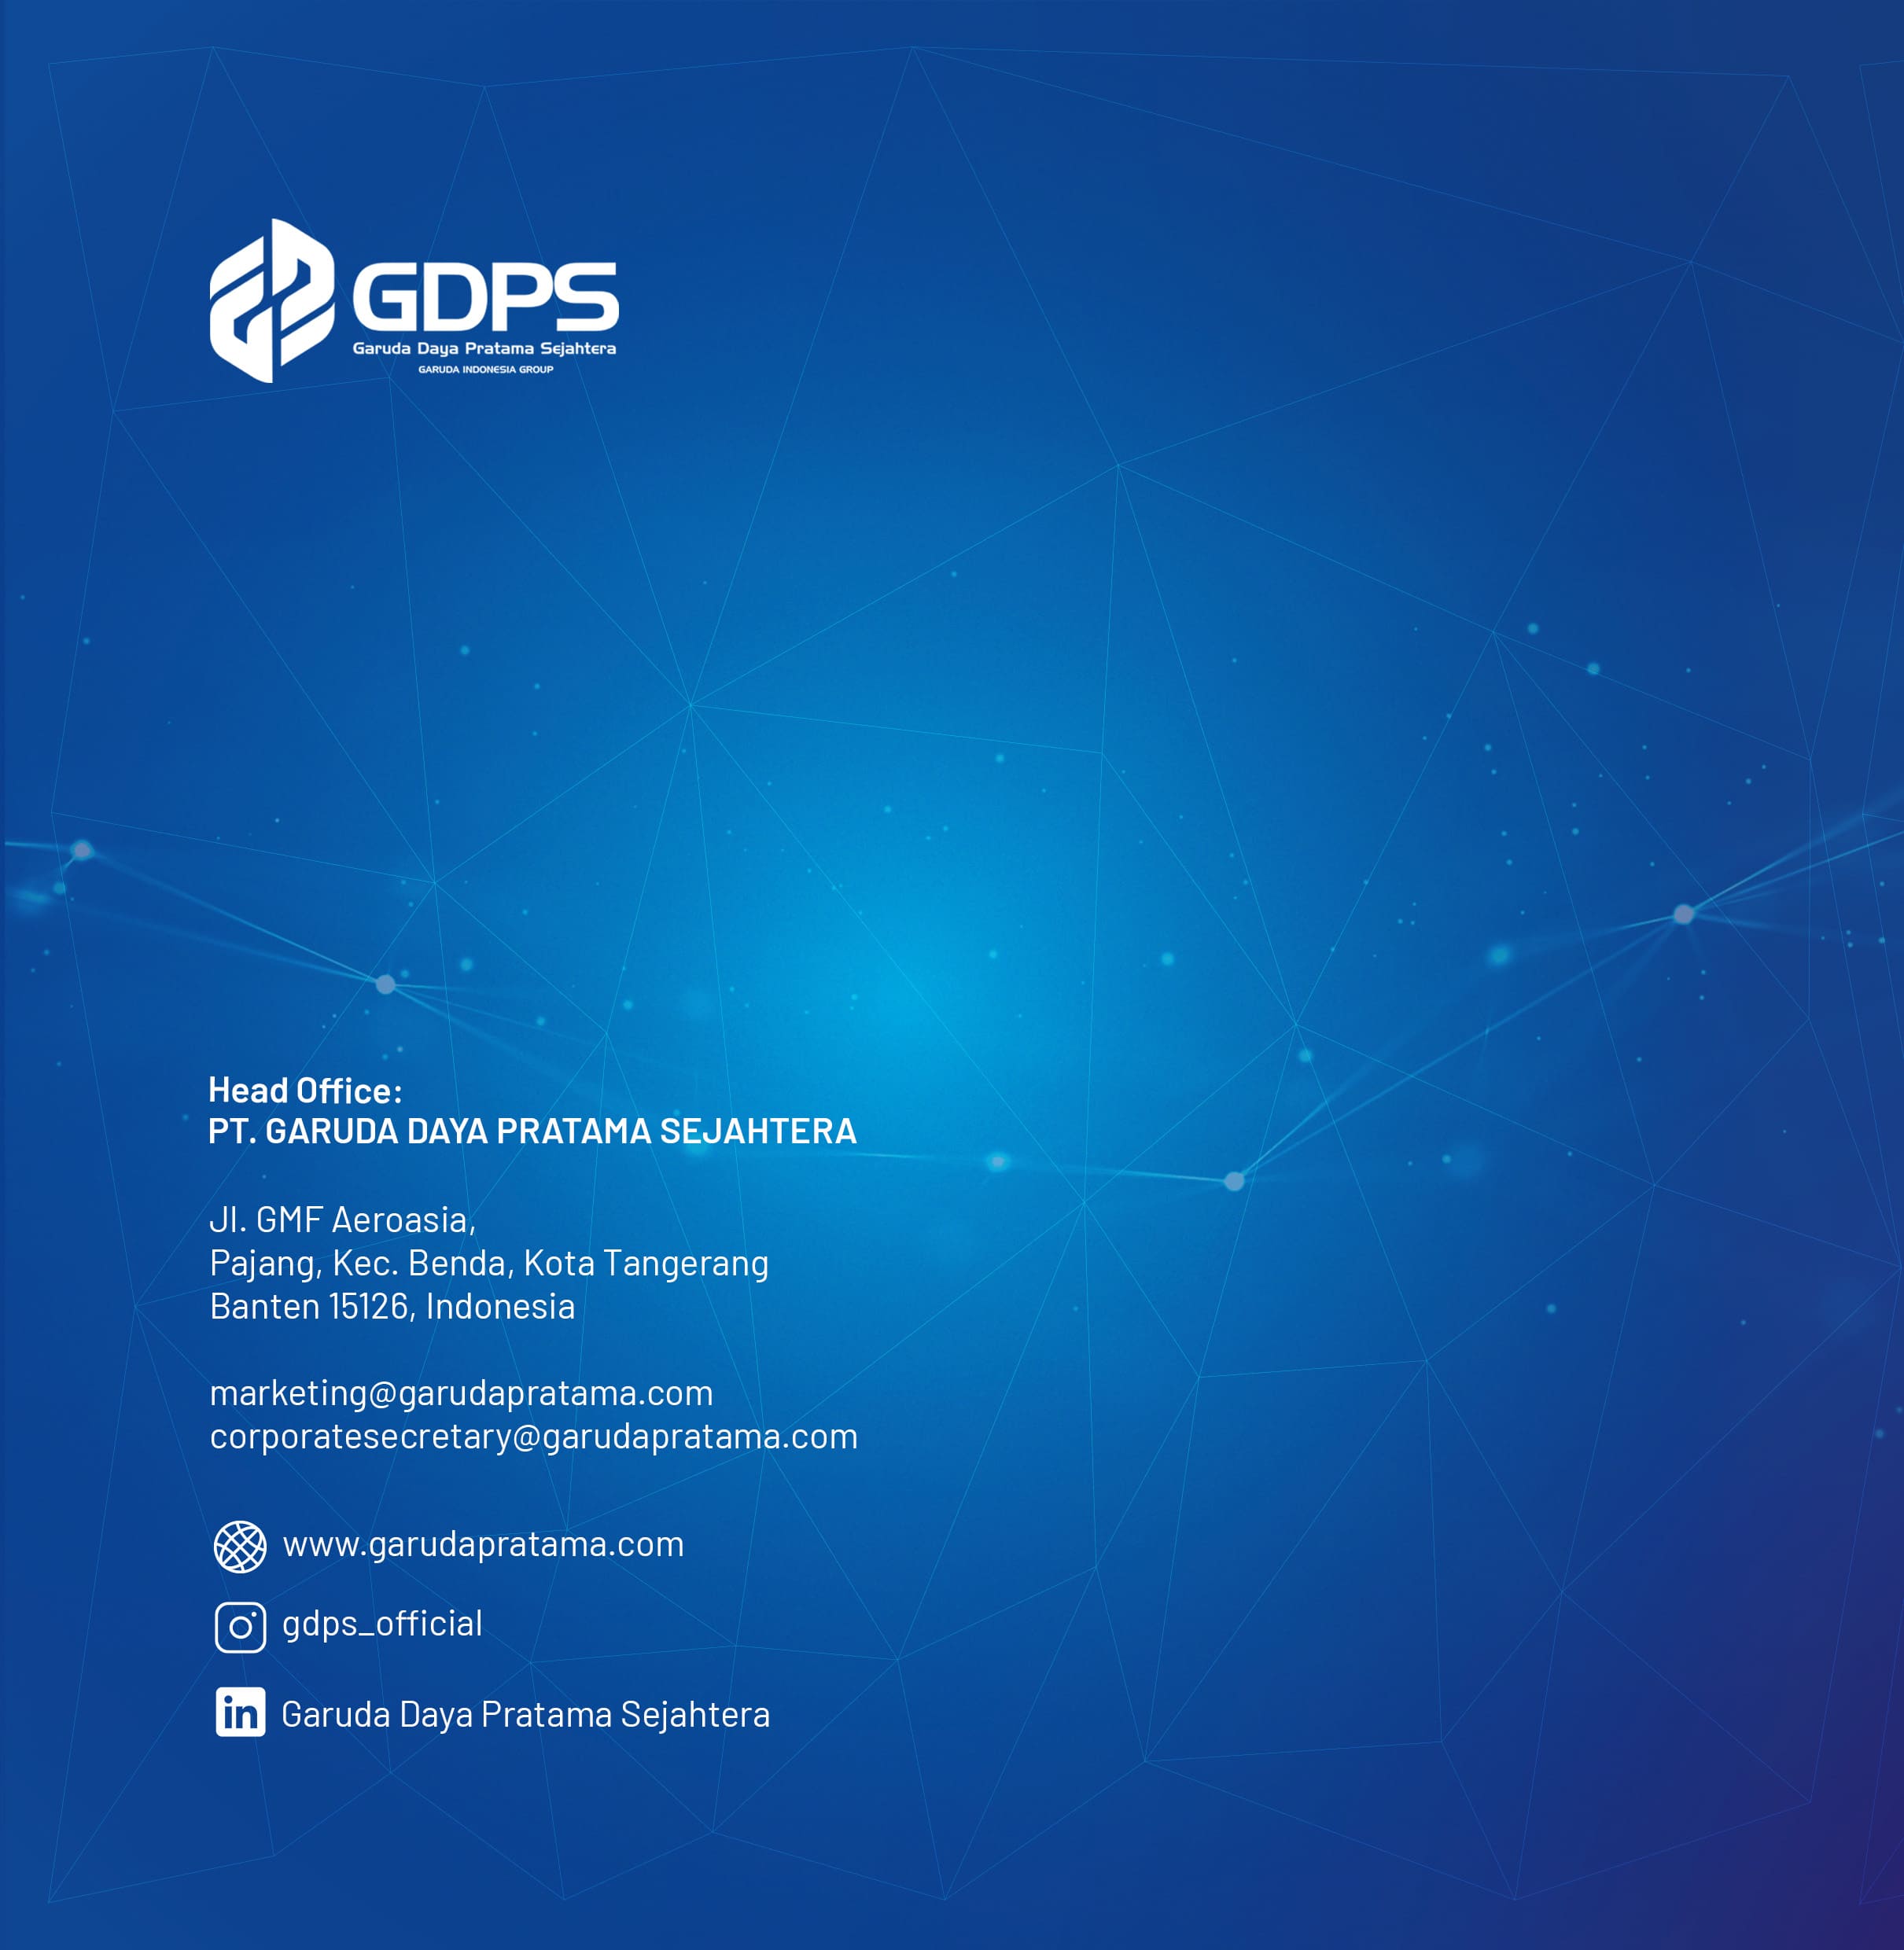 GDPS
Garuda Daya Pratama Sejahtera
GARUDA INDONESIA GROUP
Head Office:
PT. GARUDA DAYA PRATAMA SEJAHTERA
Jl. GMF Aeroasia,
Pajang, Kec. Benda, Kota Tangerang
Banten 15126, Indonesia
marketing@garudapratama.com
corporatesecretary@garudapratama.com
www.garudapratama.com
gdps_official
in Garuda Daya Pratama Sejahtera